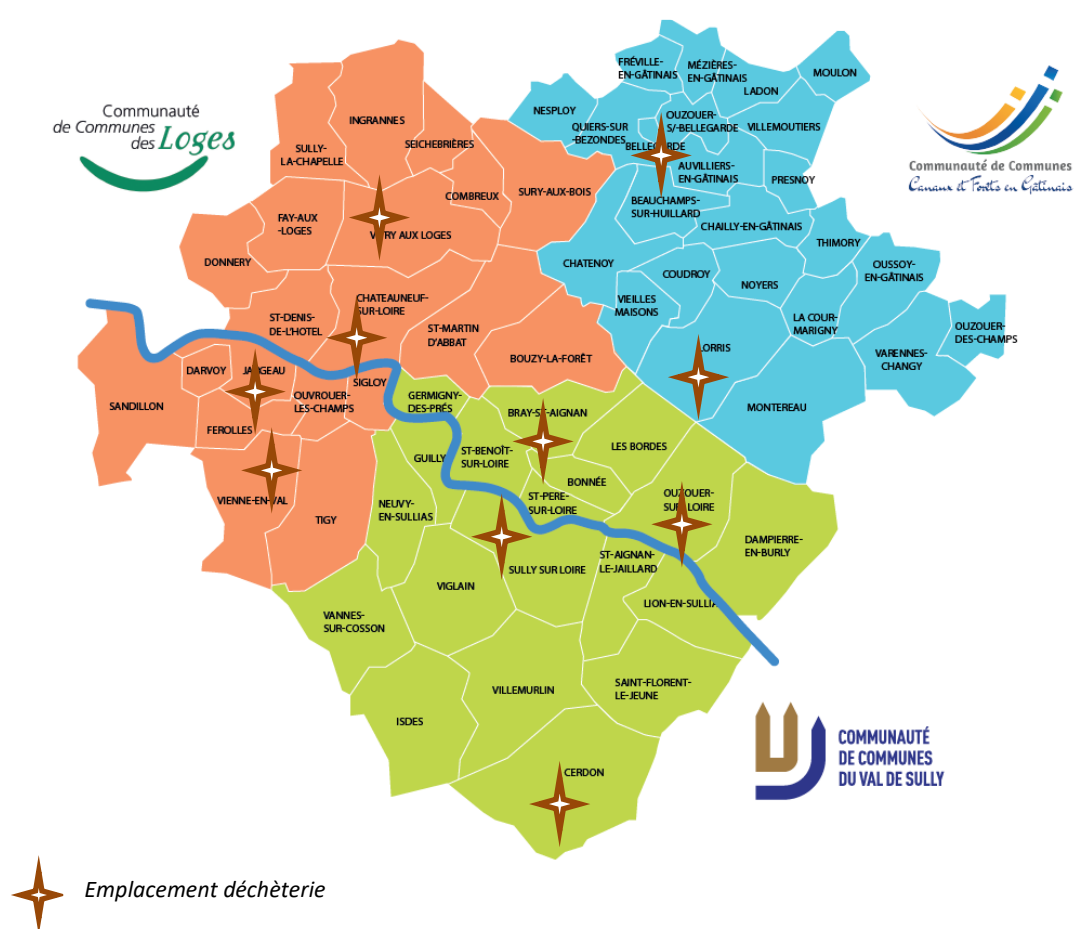 Communauté
de Communes
des Loges
Communauté de Communes
Canaux et Forêts en Gâtinais
FRÉVILLE-
EN-GÂTINAIS
MÉZIÈRES-
EN-GÂTINAIS
LADON
MOULON
NESPLOY
QUIERS-SUR
-BEZONDES
OUZOUER-
S/-BELLEGARDE
VILLEMOUTIERS
BELLEGARDE
AUVILLIERS-
EN-GÂTINAIS
PRESNOY
BEAUCHAMPS-
SUR-HUILLARD
CHAILLY-EN-GÂTINAIS
THIMORY
CHATENOY
COUDROY
NOYERS
OUSSOY-
EN-GÂTINAIS
VIEILLES
MAISONS
LA COUR-
MARIGNY
OUZOUER-
DES-CHAMPS
LORRIS
VARENNES-
CHANGY
MONTEREAU
INGRANNES
SULLY-
LA-CHAPELLE
SEICHEBRIÈRES
COMBREUX
SURY-AUX-BOIS
FAY-AUX
-LOGES
VITRY AUX LOGES
DONNERY
CHATEAUNEUF-
SUR-LOIRE
ST-DENIS-
DE-L'HOTEL
ST-MARTIN
D'ABBAT
BOUZY-LA-FORÊT
DARVOY
JARGEAU
SIGLOY
SANDILLON
OUVROUER-
LES-CHAMPS
FEROLLES
VIENNE-EN-VAL
TIGY
GERMIGNY-
DES-PRÉS
BRAY-ST-AIGNAN
LES BORDES
GUILLY
ST-BENOÎT-
SUR-LOIRE
BONNÉE
NEUVY-
EN-SULLIAS
ST-PERE-
SUR-LOIRE
OUZOUER-
SUR-LOIRE
DAMPIERRE-
EN-BURLY
SULLY SUR LOIRE
ST-AIGNAN-
LE-JAILLARD
VIGLAIN
LION-EN-SULLIAS
VANNES-
SUR-COSSON
VILLEMURLIN
SAINT-FLORENT-
LE-JEUNE
ISDES
CERDON
COMMUNAUTÉ
DE COMMUNES
DU VAL DE SULLY
Emplacement déchèterie